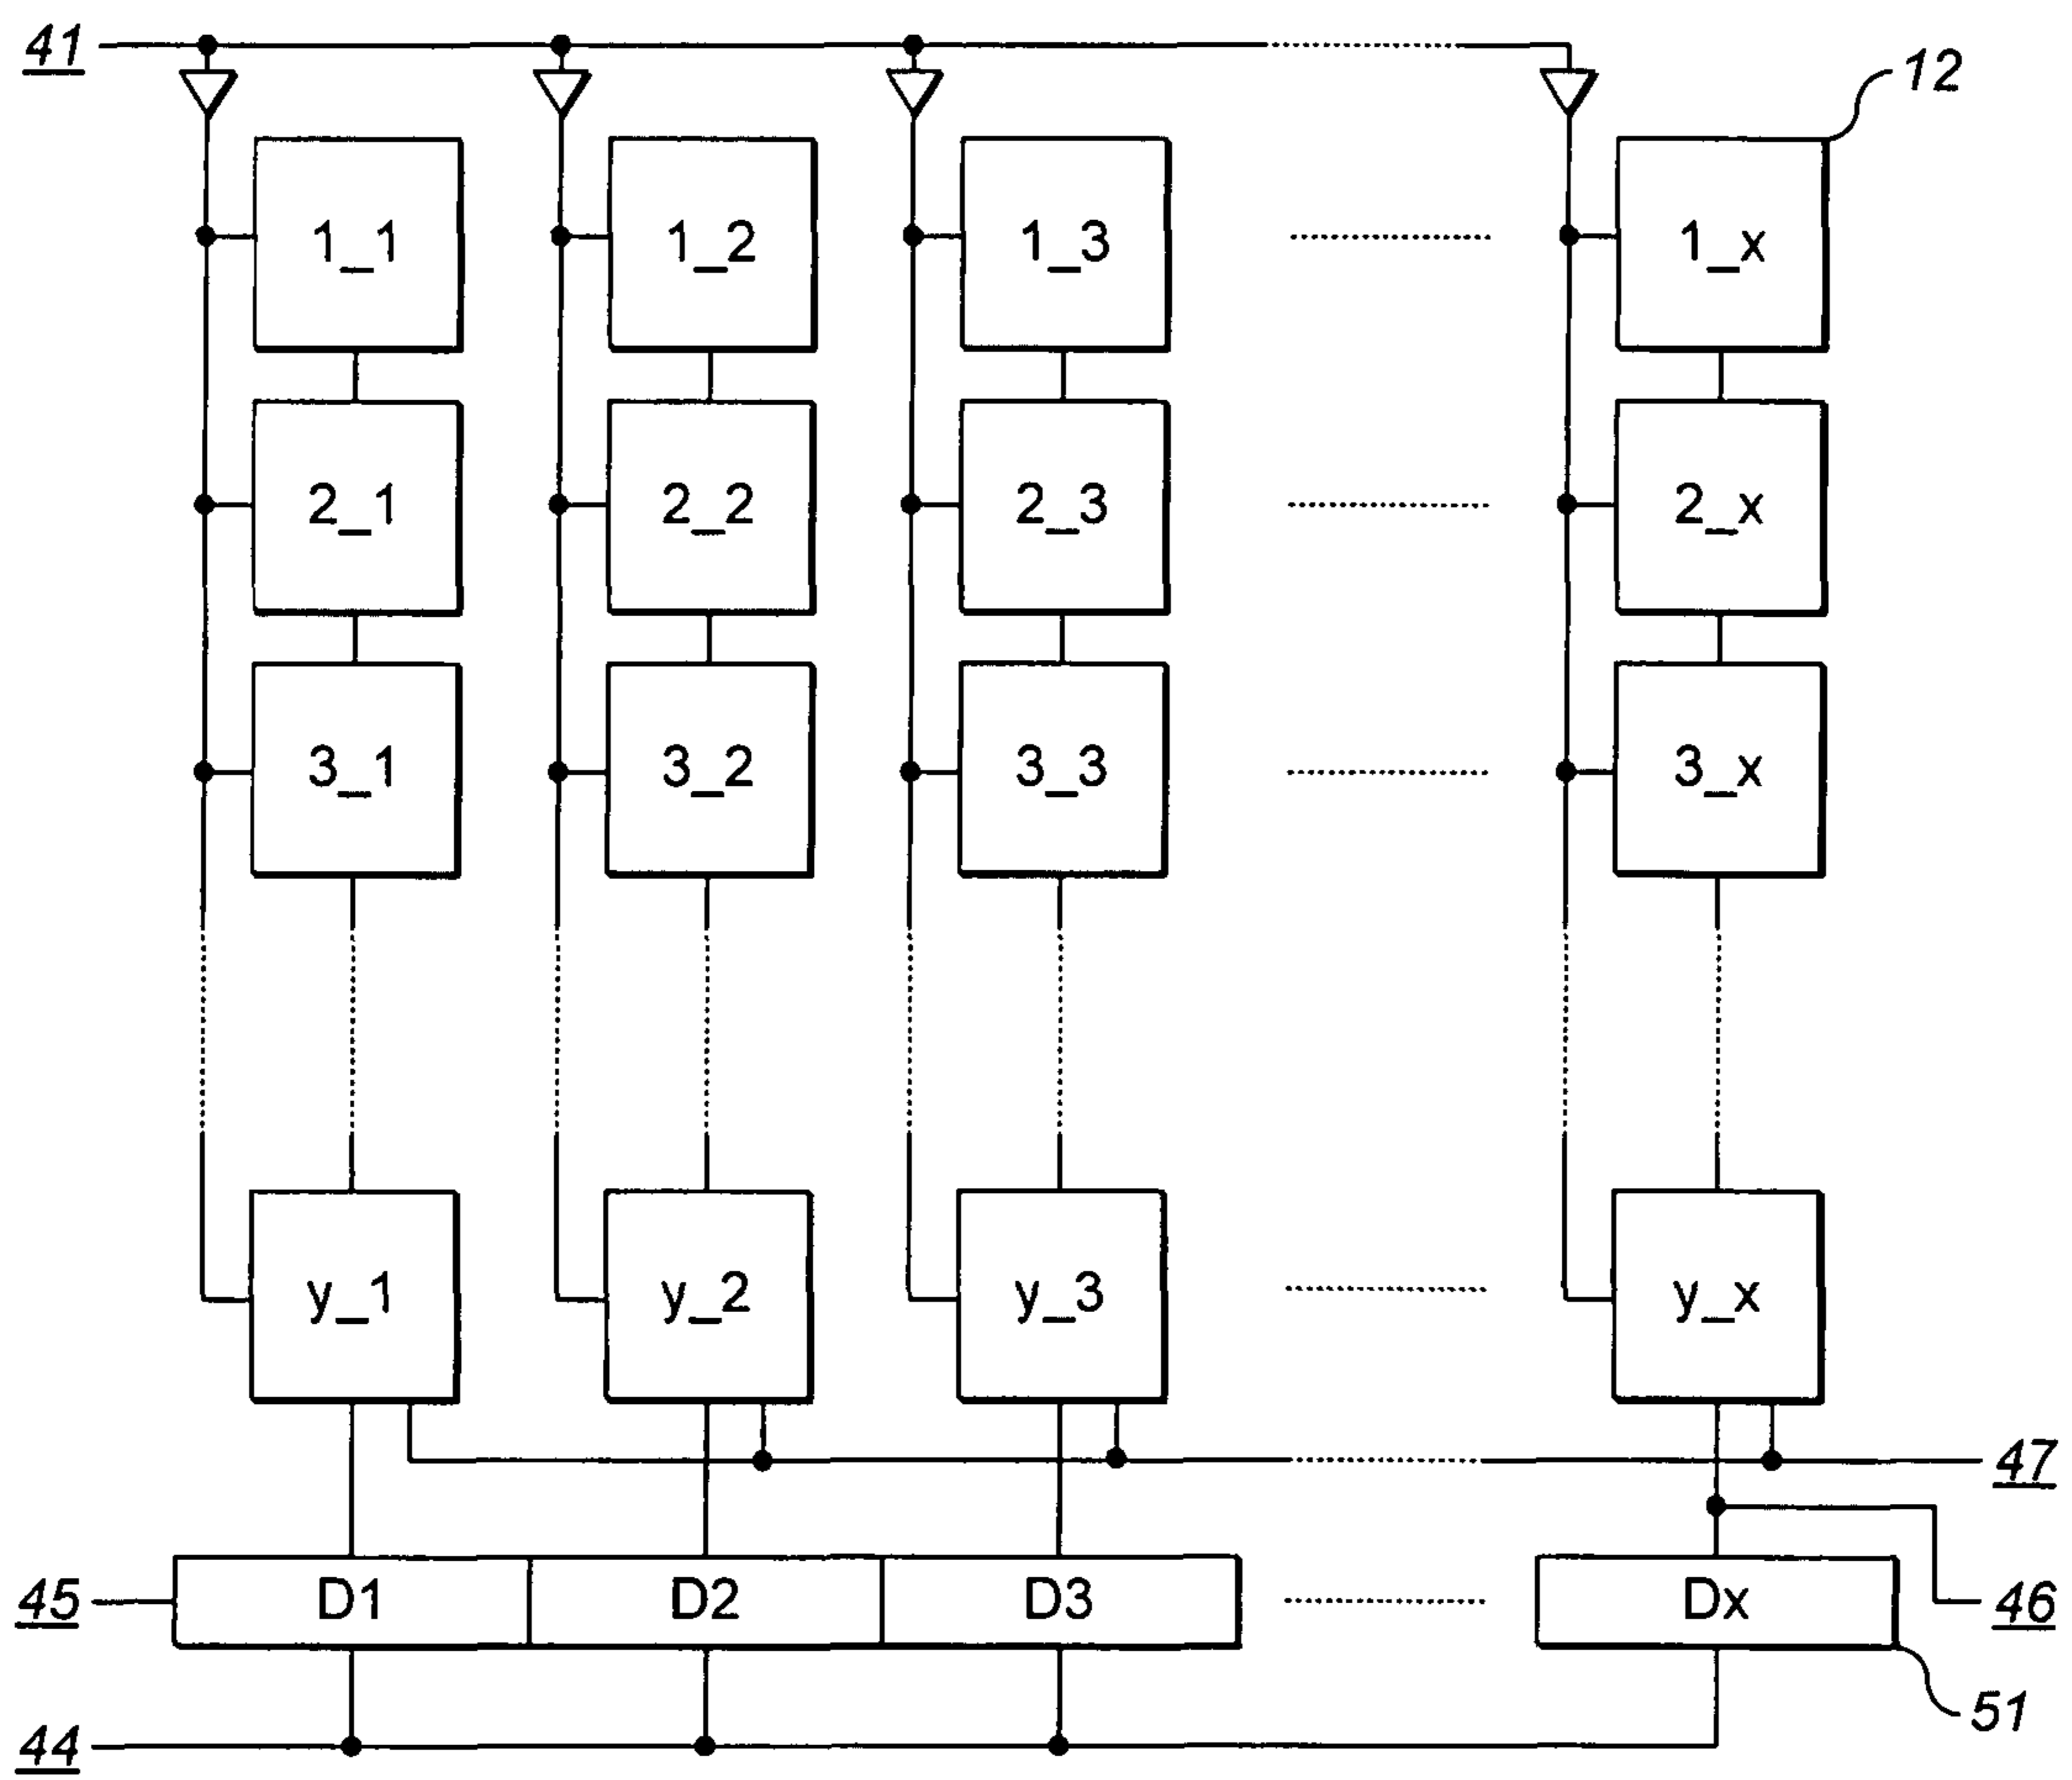 41
12
1_1 1_2 1_3 1_x
2_1 2_2 2_3 2_x
3_1 3_2 3_3 3_x
y_1 y_2 y_3 y_x
47
45 D1 D2 D3 Dx 46
51
44